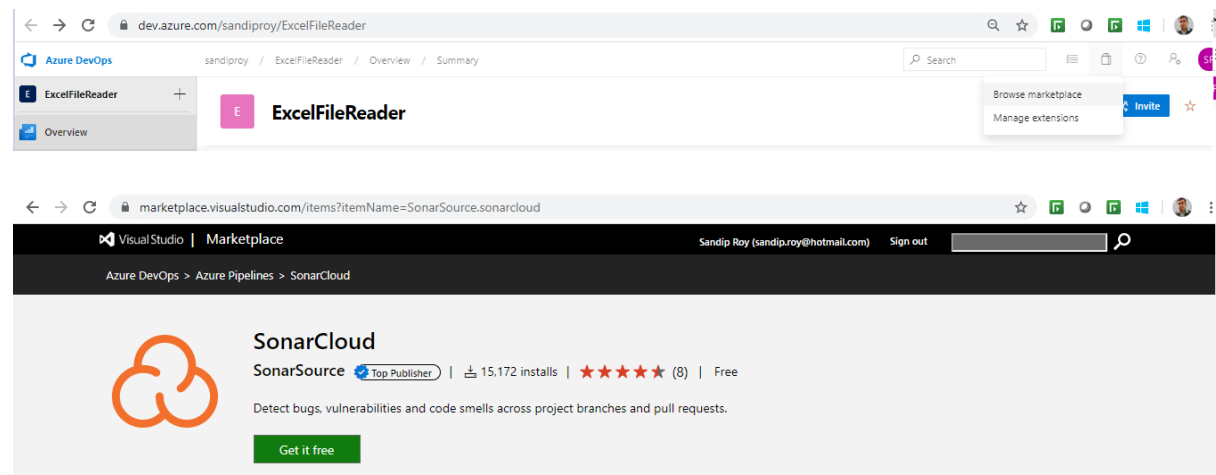 dev.azure.com/sandiproy/ExcelFileReader
Azure DevOps sandiproy / ExcelFileReader / Overview / Summary Search
E ExcelFileReader +
Browse marketplace
E ExcelFileReader Invite
Manage extensions
Overview
marketplace.visualstudio.com/items?itemName=SonarSource.sonarcloud
Visual Studio | Marketplace Sandip Roy (sandip.roy@hotmail.com) Sign out
Azure DevOps > Azure Pipelines > SonarCloud
SonarCloud
SonarSource Top Publisher | 15,172 installs | (8) | Free
Detect bugs, vulnerabilities and code smells across project branches and pull requests.
Get it free